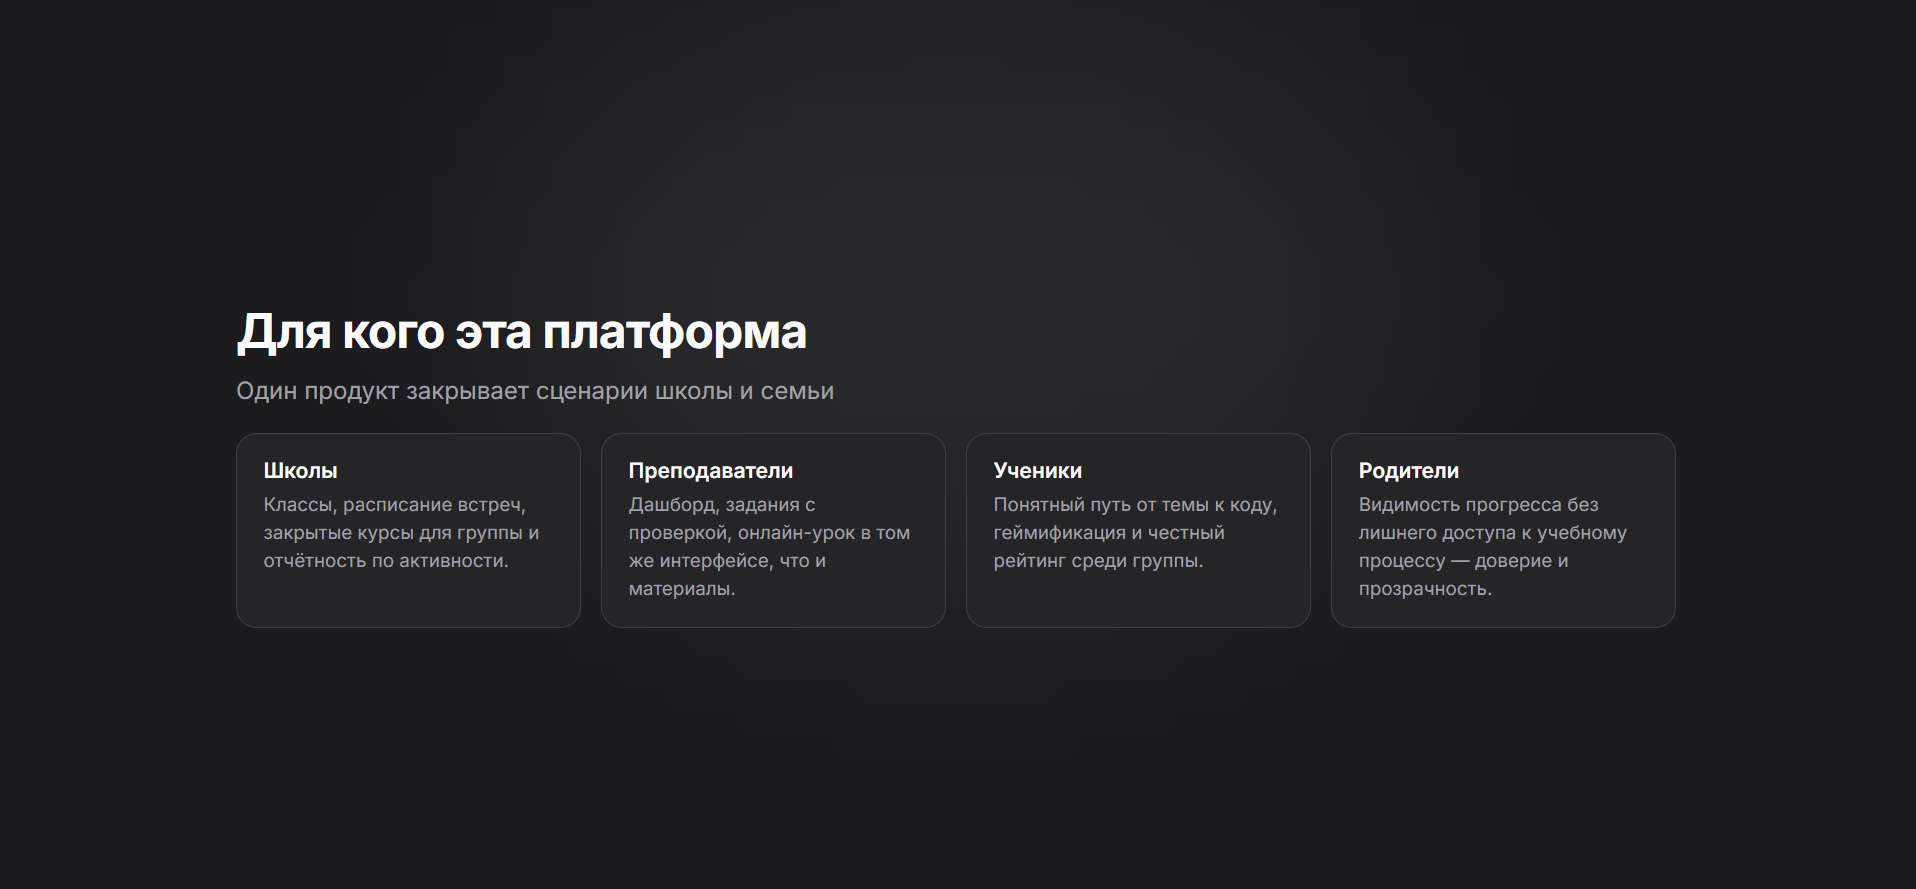 Для кого эта платформа
Один продукт закрывает сценарии школы и семьи
Школы
Классы, расписание встреч,
закрытые курсы для группы и
отчётность по активности.
Преподаватели
Дашборд, задания с
проверкой, онлайн-урок в том
же интерфейсе, что и
материалы.
Ученики
Понятный путь от темы к коду,
геймификация и честный
рейтинг среди группы.
Родители
Видимость прогресса без
лишнего доступа к учебному
процессу — доверие и
прозрачность.